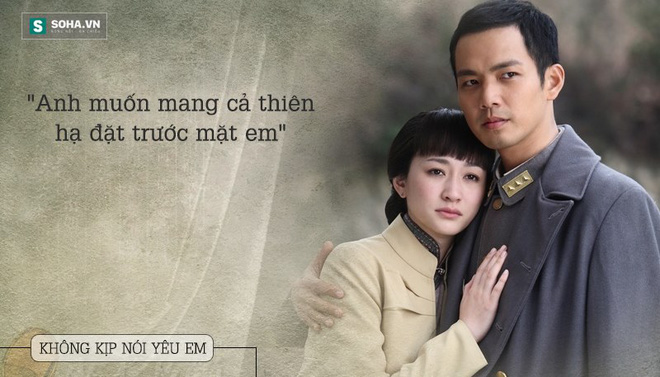 SOHA.VN
"Anh muốn mang cả thiên
hạ đặt trước mặt em"
KHÔNG KỊP NÓI YÊU EM